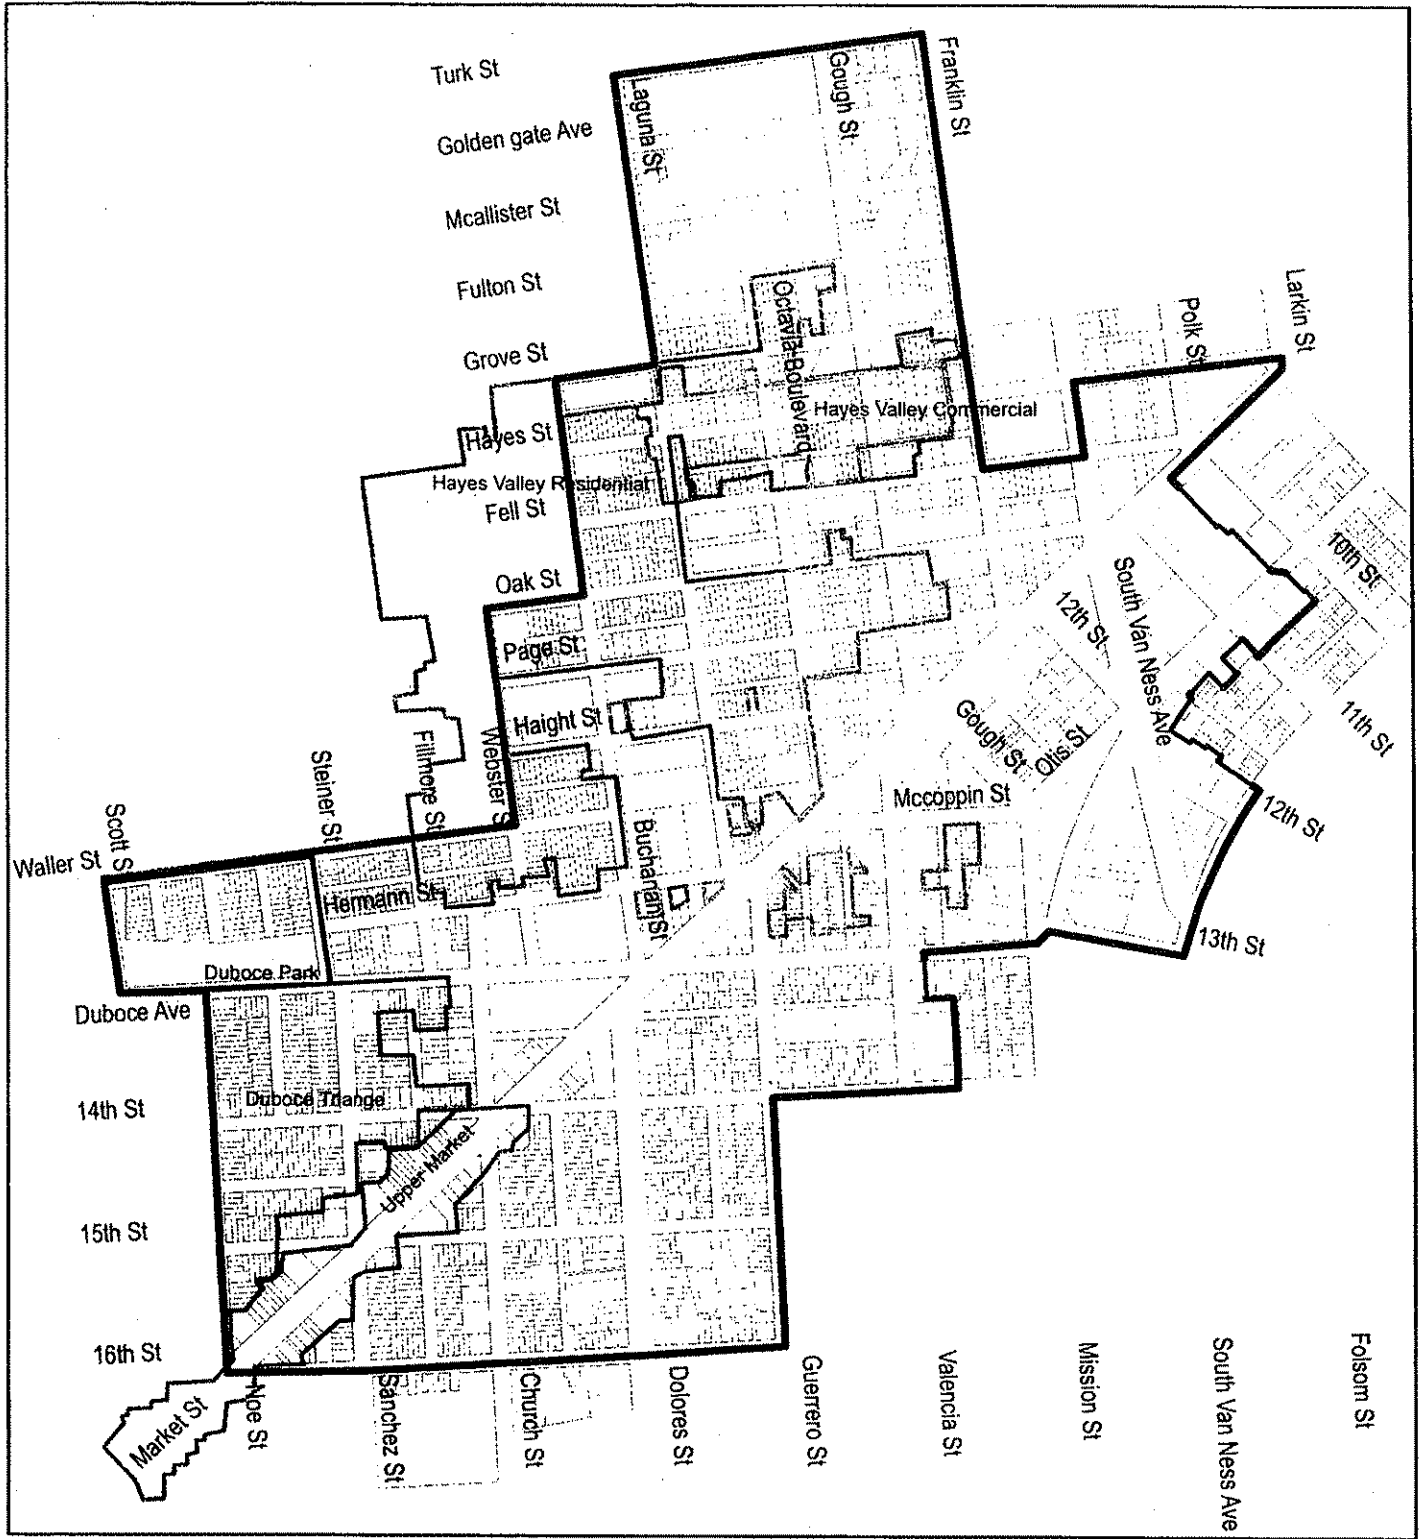 Turk St
Franklin St
Gough St
Laguna St
Golden gate Ave
Mcallister St
Fulton St
Octavia Boulevard
Polk St
Larkin St
Grove St
Hayes Valley Commercial
Hayes St
Hayes Valley Residential
Fell St
10th St
Oak St
12th St
South Van Ness Ave
Page St
11th St
Haight St
Gough St
Otis St
Webster S
Fillmore St
Steiner St
Mccoppin St
12th St
Scott S
Waller St
Buchanan St
Hermann St
13th St
Duboce Park
Duboce Ave
Duboce Triange
14th St
Upper Market
15th St
16th St
Market St
Noe St
Sanchez St
Church St
Dolores St
Guerrero St
Valencia St
Mission St
South Van Ness Ave
Folsom St